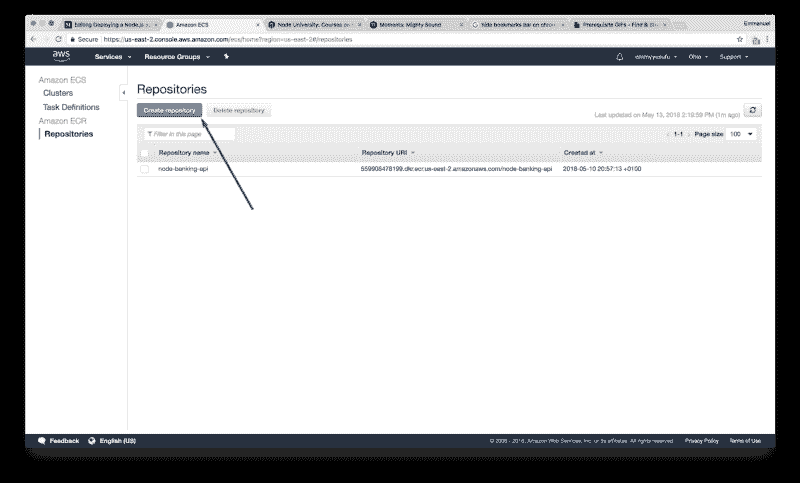 Editing Deploying a Node.js
Amazon ECS
Node University: Courses on
Mothenix: Mighty Sound
hide bookmarks bar on chrom
Prerequisite Gifs - Find & Sha
Emmanuel
Secure https://us-east-2.console.aws.amazon.com/ecs/home?region=us-east-2#/repositories
aws Services Resource Groups Ohio Support
Amazon ECS
Clusters
Task Definitions
Amazon ECR
Repositories
Repositories
Create repository Delete repository
Last updated on May 13, 2018 2:19:59 PM (1m ago)
Filter in this page
1-1 Page size 100
Repository name Repository URI Created at
node-banking-api 559908478199.dkr.ecr.us-east-2.amazonaws.com/node-banking-api 2018-05-10 20:57:13 +0100
Feedback English (US)
© 2008 - 2018, Amazon Web Services, Inc. or its affiliates. All rights reserved. Privacy Policy Terms of Use